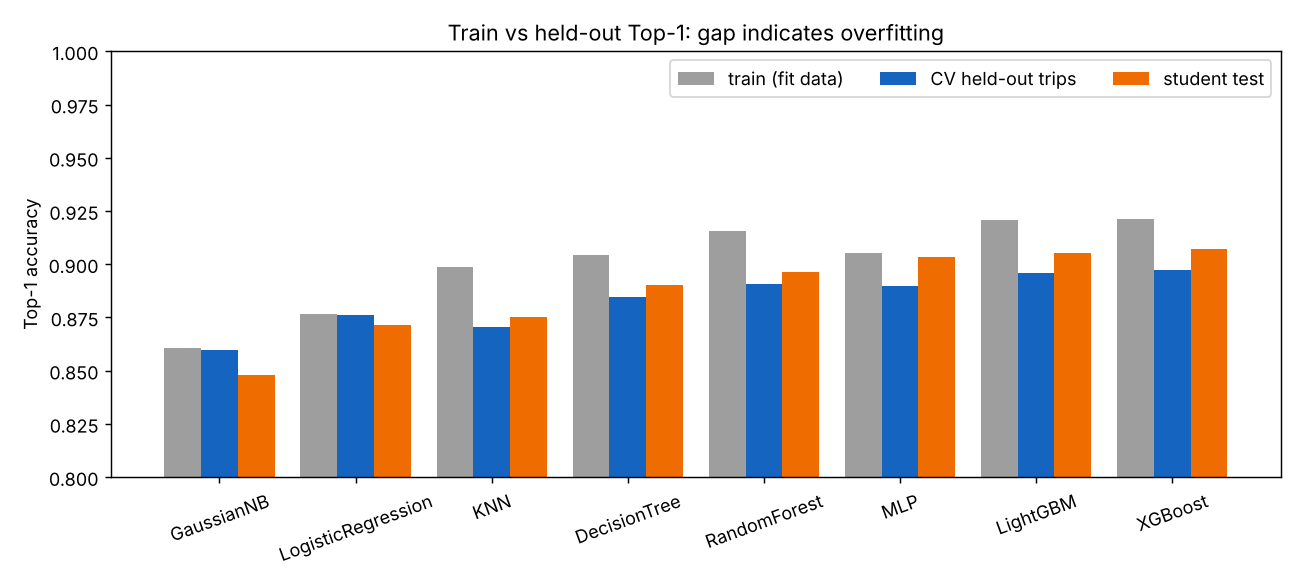 Train vs held-out Top-1: gap indicates overfitting
train (fit data) CV held-out trips student test
Top-1 accuracy
1.000
0.975
0.950
0.925
0.900
0.875
0.850
0.825
0.800
GaussianNB
LogisticRegression
KNN
DecisionTree
RandomForest
MLP
LightGBM
XGBoost